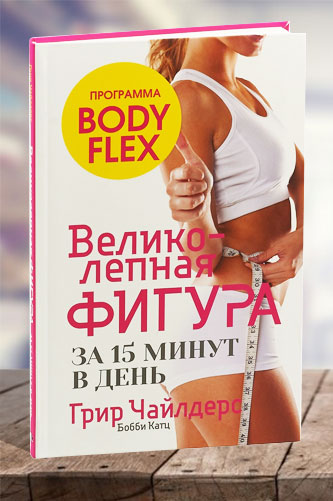 ПРОГРАММА
BODY
FLEX
Велико-
лепная
ФИГУРА
ЗА 15 МИНУТ
В ДЕНЬ
Грир Чайлдерс
Бобби Катц